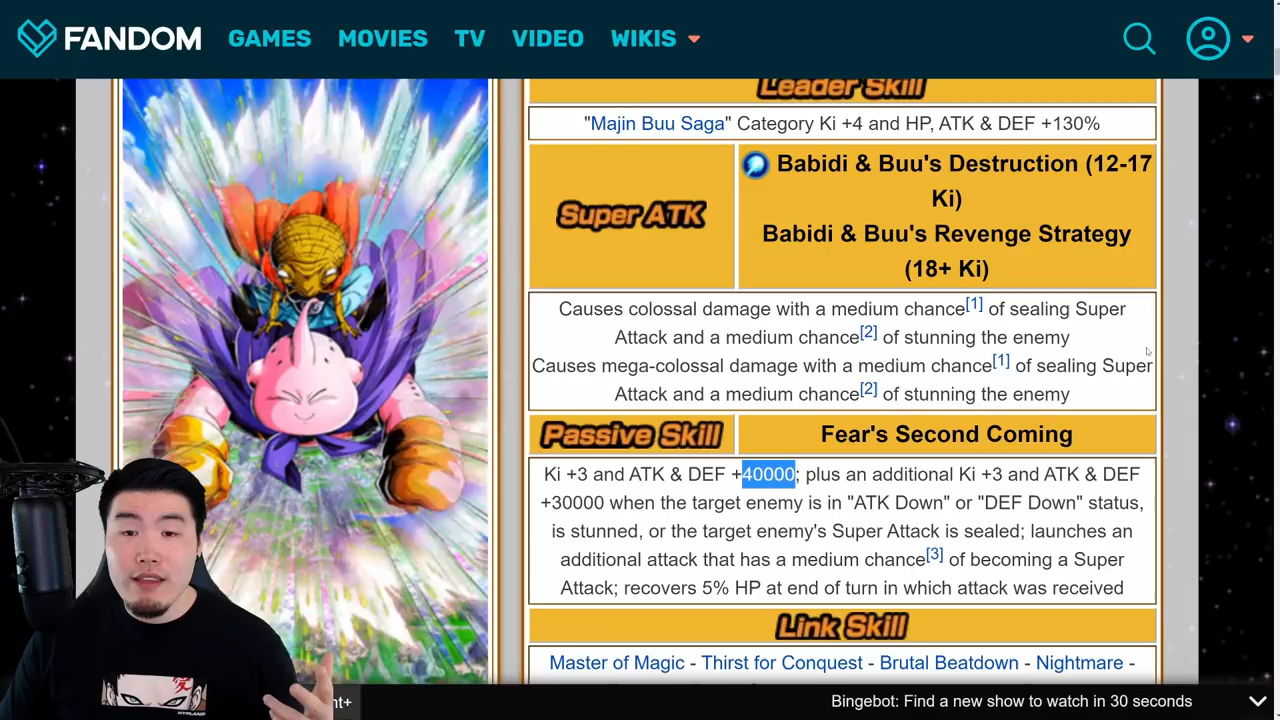 FANDOM GAMES MOVIES TV VIDEO WIKIS
Leader Skill
"Majin Buu Saga" Category Ki +4 and HP, ATK & DEF +130%
Super ATK
Babidi & Buu's Destruction (12-17
Ki)
Babidi & Buu's Revenge Strategy
(18+ Ki)
Causes colossal damage with a medium chance[1] of sealing Super
Attack and a medium chance[2] of stunning the enemy
Causes mega-colossal damage with a medium chance[1] of sealing Super
Attack and a medium chance[2] of stunning the enemy
Passive Skill
Fear's Second Coming
Ki +3 and ATK & DEF +40000; plus an additional Ki +3 and ATK & DEF
+30000 when the target enemy is in "ATK Down" or "DEF Down" status,
is stunned, or the target enemy's Super Attack is sealed; launches an
additional attack that has a medium chance[3] of becoming a Super
Attack; recovers 5% HP at end of turn in which attack was received
Link Skill
Master of Magic - Thirst for Conquest - Brutal Beatdown - Nightmare -
nt+
Bingebot: Find a new show to watch in 30 seconds
HYPLAND